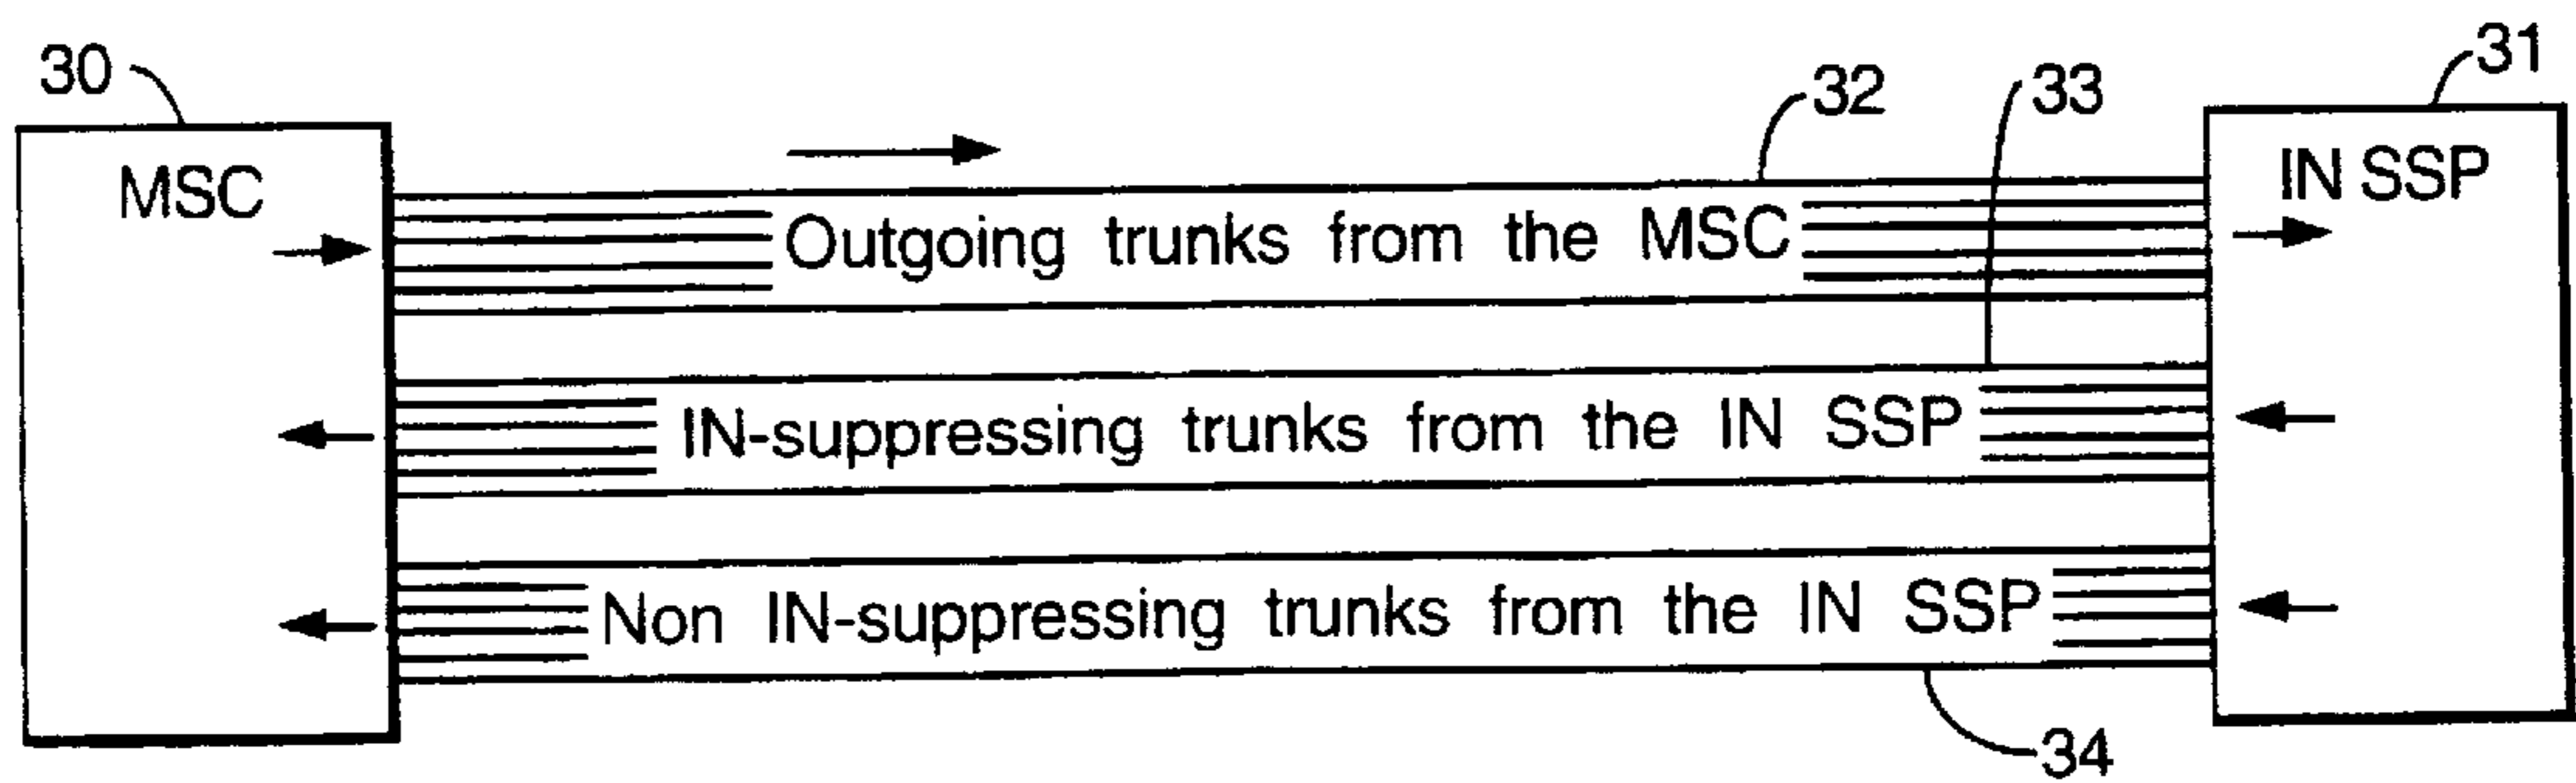 30
31
32
33
MSC
IN SSP
Outgoing trunks from the MSC
IN-suppressing trunks from the IN SSP
Non IN-suppressing trunks from the IN SSP
34